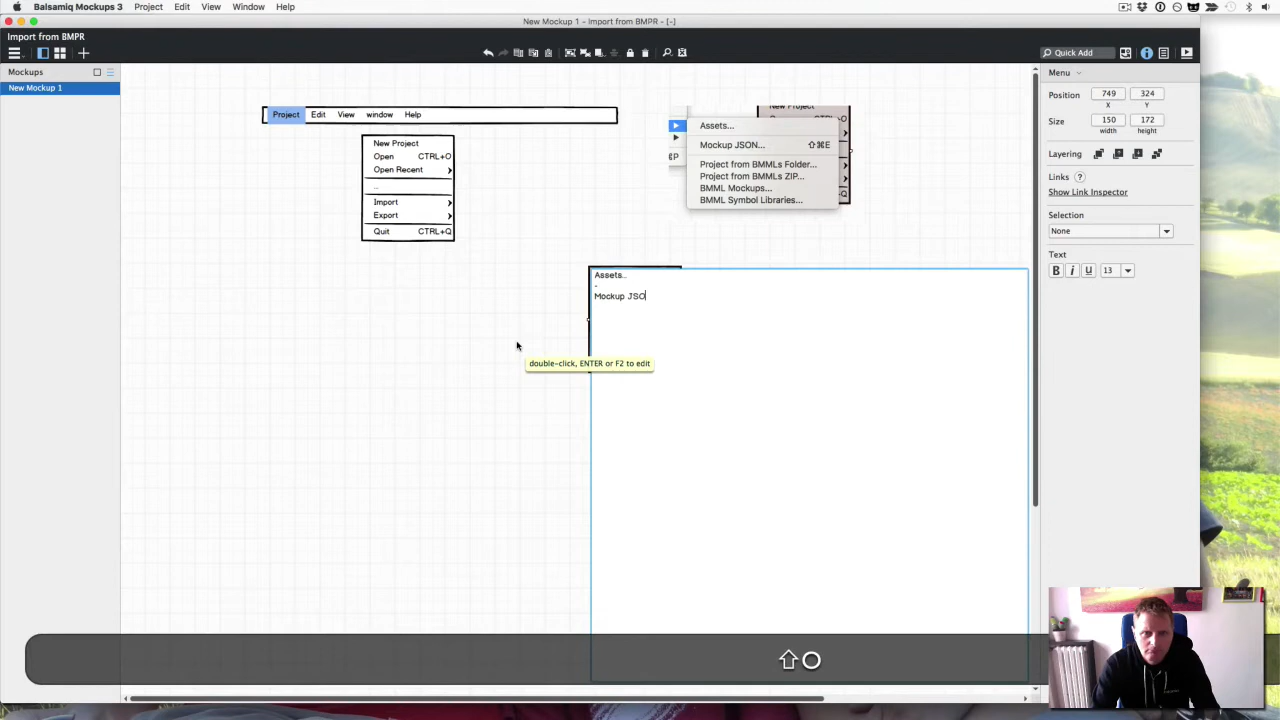 Balsamiq Mockups 3 Project Edit View Window Help
New Mockup 1 - Import from BMPR - [-]
Import from BMPR
Quick Add
Mockups
New Mockup 1
Project Edit View window Help
New Project
Open CTRL+O
Open Recent
...
Import
Export
Quit CTRL+Q
New Project
Assets...
Mockup JSON... ⇧⌘E
Project from BMMLs Folder...
Project from BMMLs ZIP...
BMML Mockups...
BMML Symbol Libraries...
Assets...
-
Mockup JSO
double-click, ENTER or F2 to edit
Menu
Position 749 324
X Y
Size 150 172
width height
Layering
Links ?
Show Link Inspector
Selection
None
Text
B i U 13
⇧O